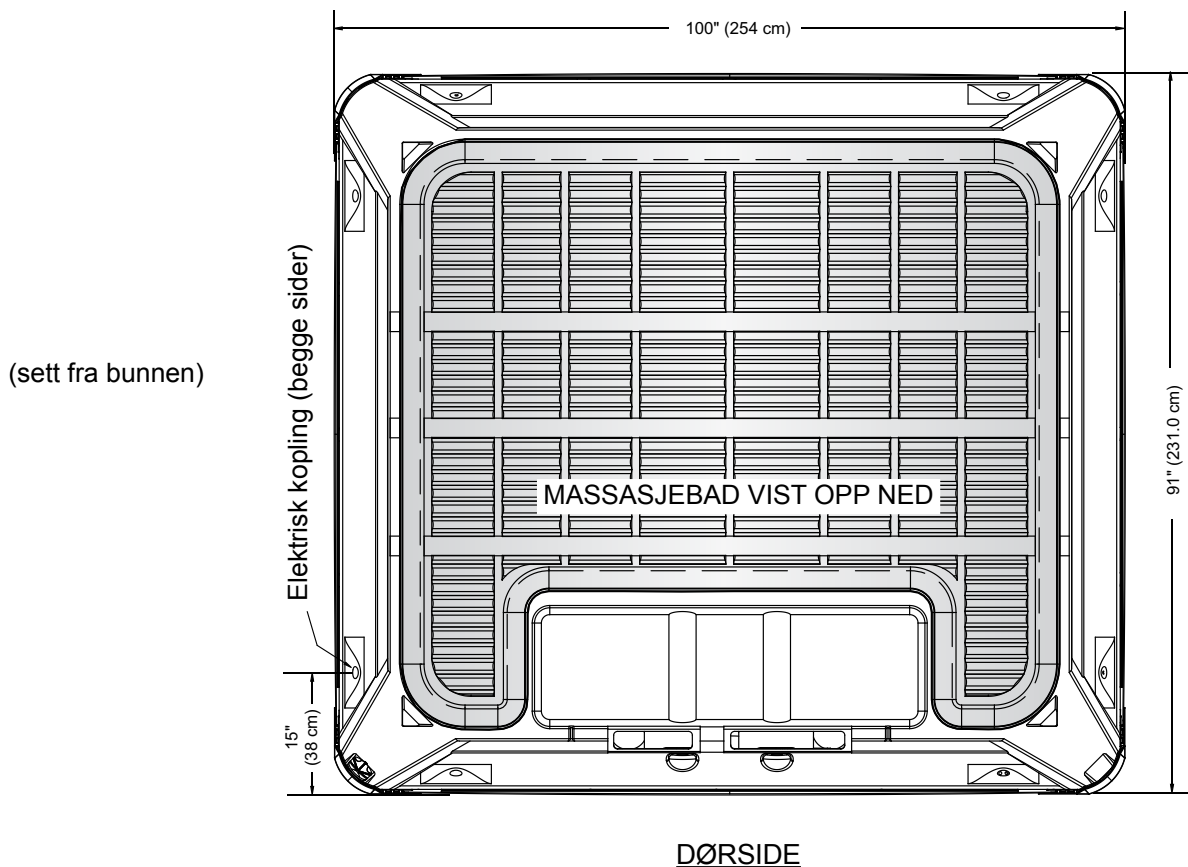 100" (254 cm)
(sett fra bunnen)
Elektrisk kopling (begge sider)
91" (231.0 cm)
MASSASJEBAD VIST OPP NED
15"
(38 cm)
DØRSIDE